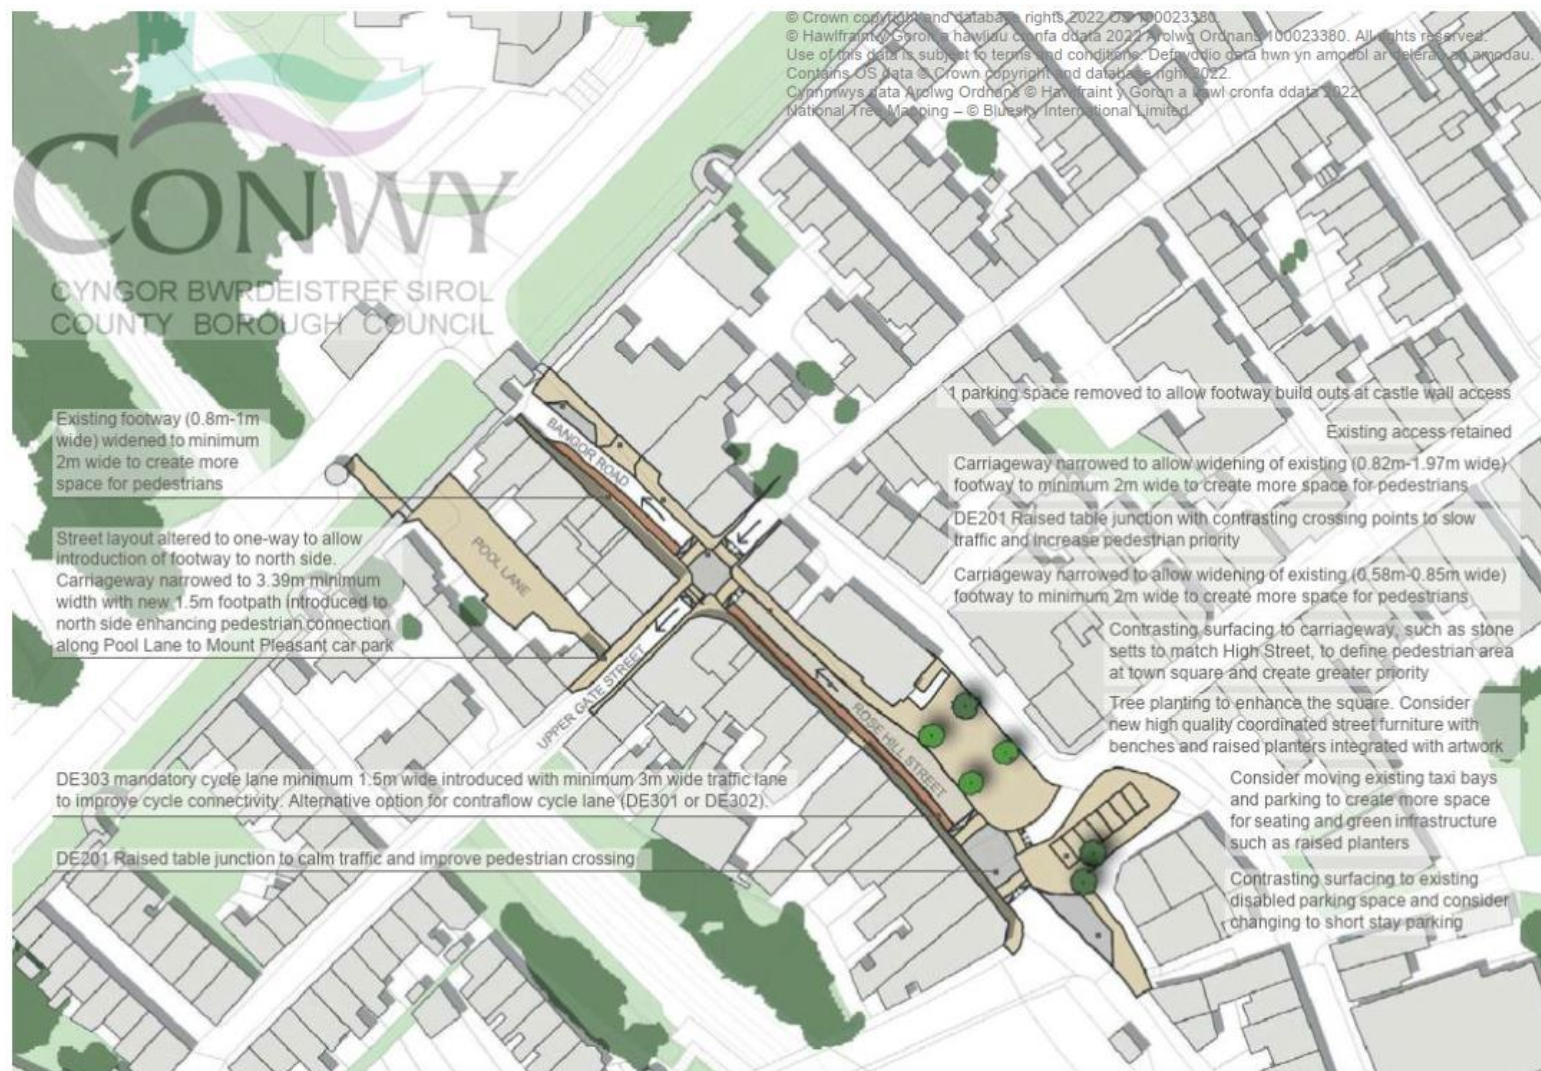 © Crown copyright and database rights 2022 OS 100023380.
© Hawlfraint y Goron a hawliau cronfa ddata 2022 Arolwg Ordnans 100023380. All rights reserved.
Use of this data is subject to terms and conditions. Defnyddio data hwn yn amodol ar delerau ac amodau.
Contains OS data © Crown copyright and database right 2022.
Cynnwys data Arolwg Ordnans © Hawlfraint y Goron a hawl cronfa ddata 2022
National Tree Mapping – © Bluesky International Limited.
CONWY
CYNGOR BWRDEISTREF SIROL
COUNTY BOROUGH COUNCIL
Existing footway (0.8m-1m
wide) widened to minimum
2m wide to create more
space for pedestrians
Street layout altered to one-way to allow
introduction of footway to north side.
Carriageway narrowed to 3.39m minimum
width with new 1.5m footpath introduced to
north side enhancing pedestrian connection
along Pool Lane to Mount Pleasant car park
DE303 mandatory cycle lane minimum 1.5m wide introduced with minimum 3m wide traffic lane
to improve cycle connectivity. Alternative option for contraflow cycle lane (DE301 or DE302).
DE201 Raised table junction to calm traffic and improve pedestrian crossing
BANGOR ROAD
POOL LANE
UPPER GATE STREET
ROSE HILL STREET
1 parking space removed to allow footway build outs at castle wall access
Existing access retained
Carriageway narrowed to allow widening of existing (0.82m-1.97m wide)
footway to minimum 2m wide to create more space for pedestrians
DE201 Raised table junction with contrasting crossing points to slow
traffic and increase pedestrian priority
Carriageway narrowed to allow widening of existing (0.58m-0.85m wide)
footway to minimum 2m wide to create more space for pedestrians
Contrasting surfacing to carriageway, such as stone
setts to match High Street, to define pedestrian area
at town square and create greater priority
Tree planting to enhance the square. Consider
new high quality coordinated street furniture with
benches and raised planters integrated with artwork
Consider moving existing taxi bays
and parking to create more space
for seating and green infrastructure
such as raised planters
Contrasting surfacing to existing
disabled parking space and consider
changing to short stay parking